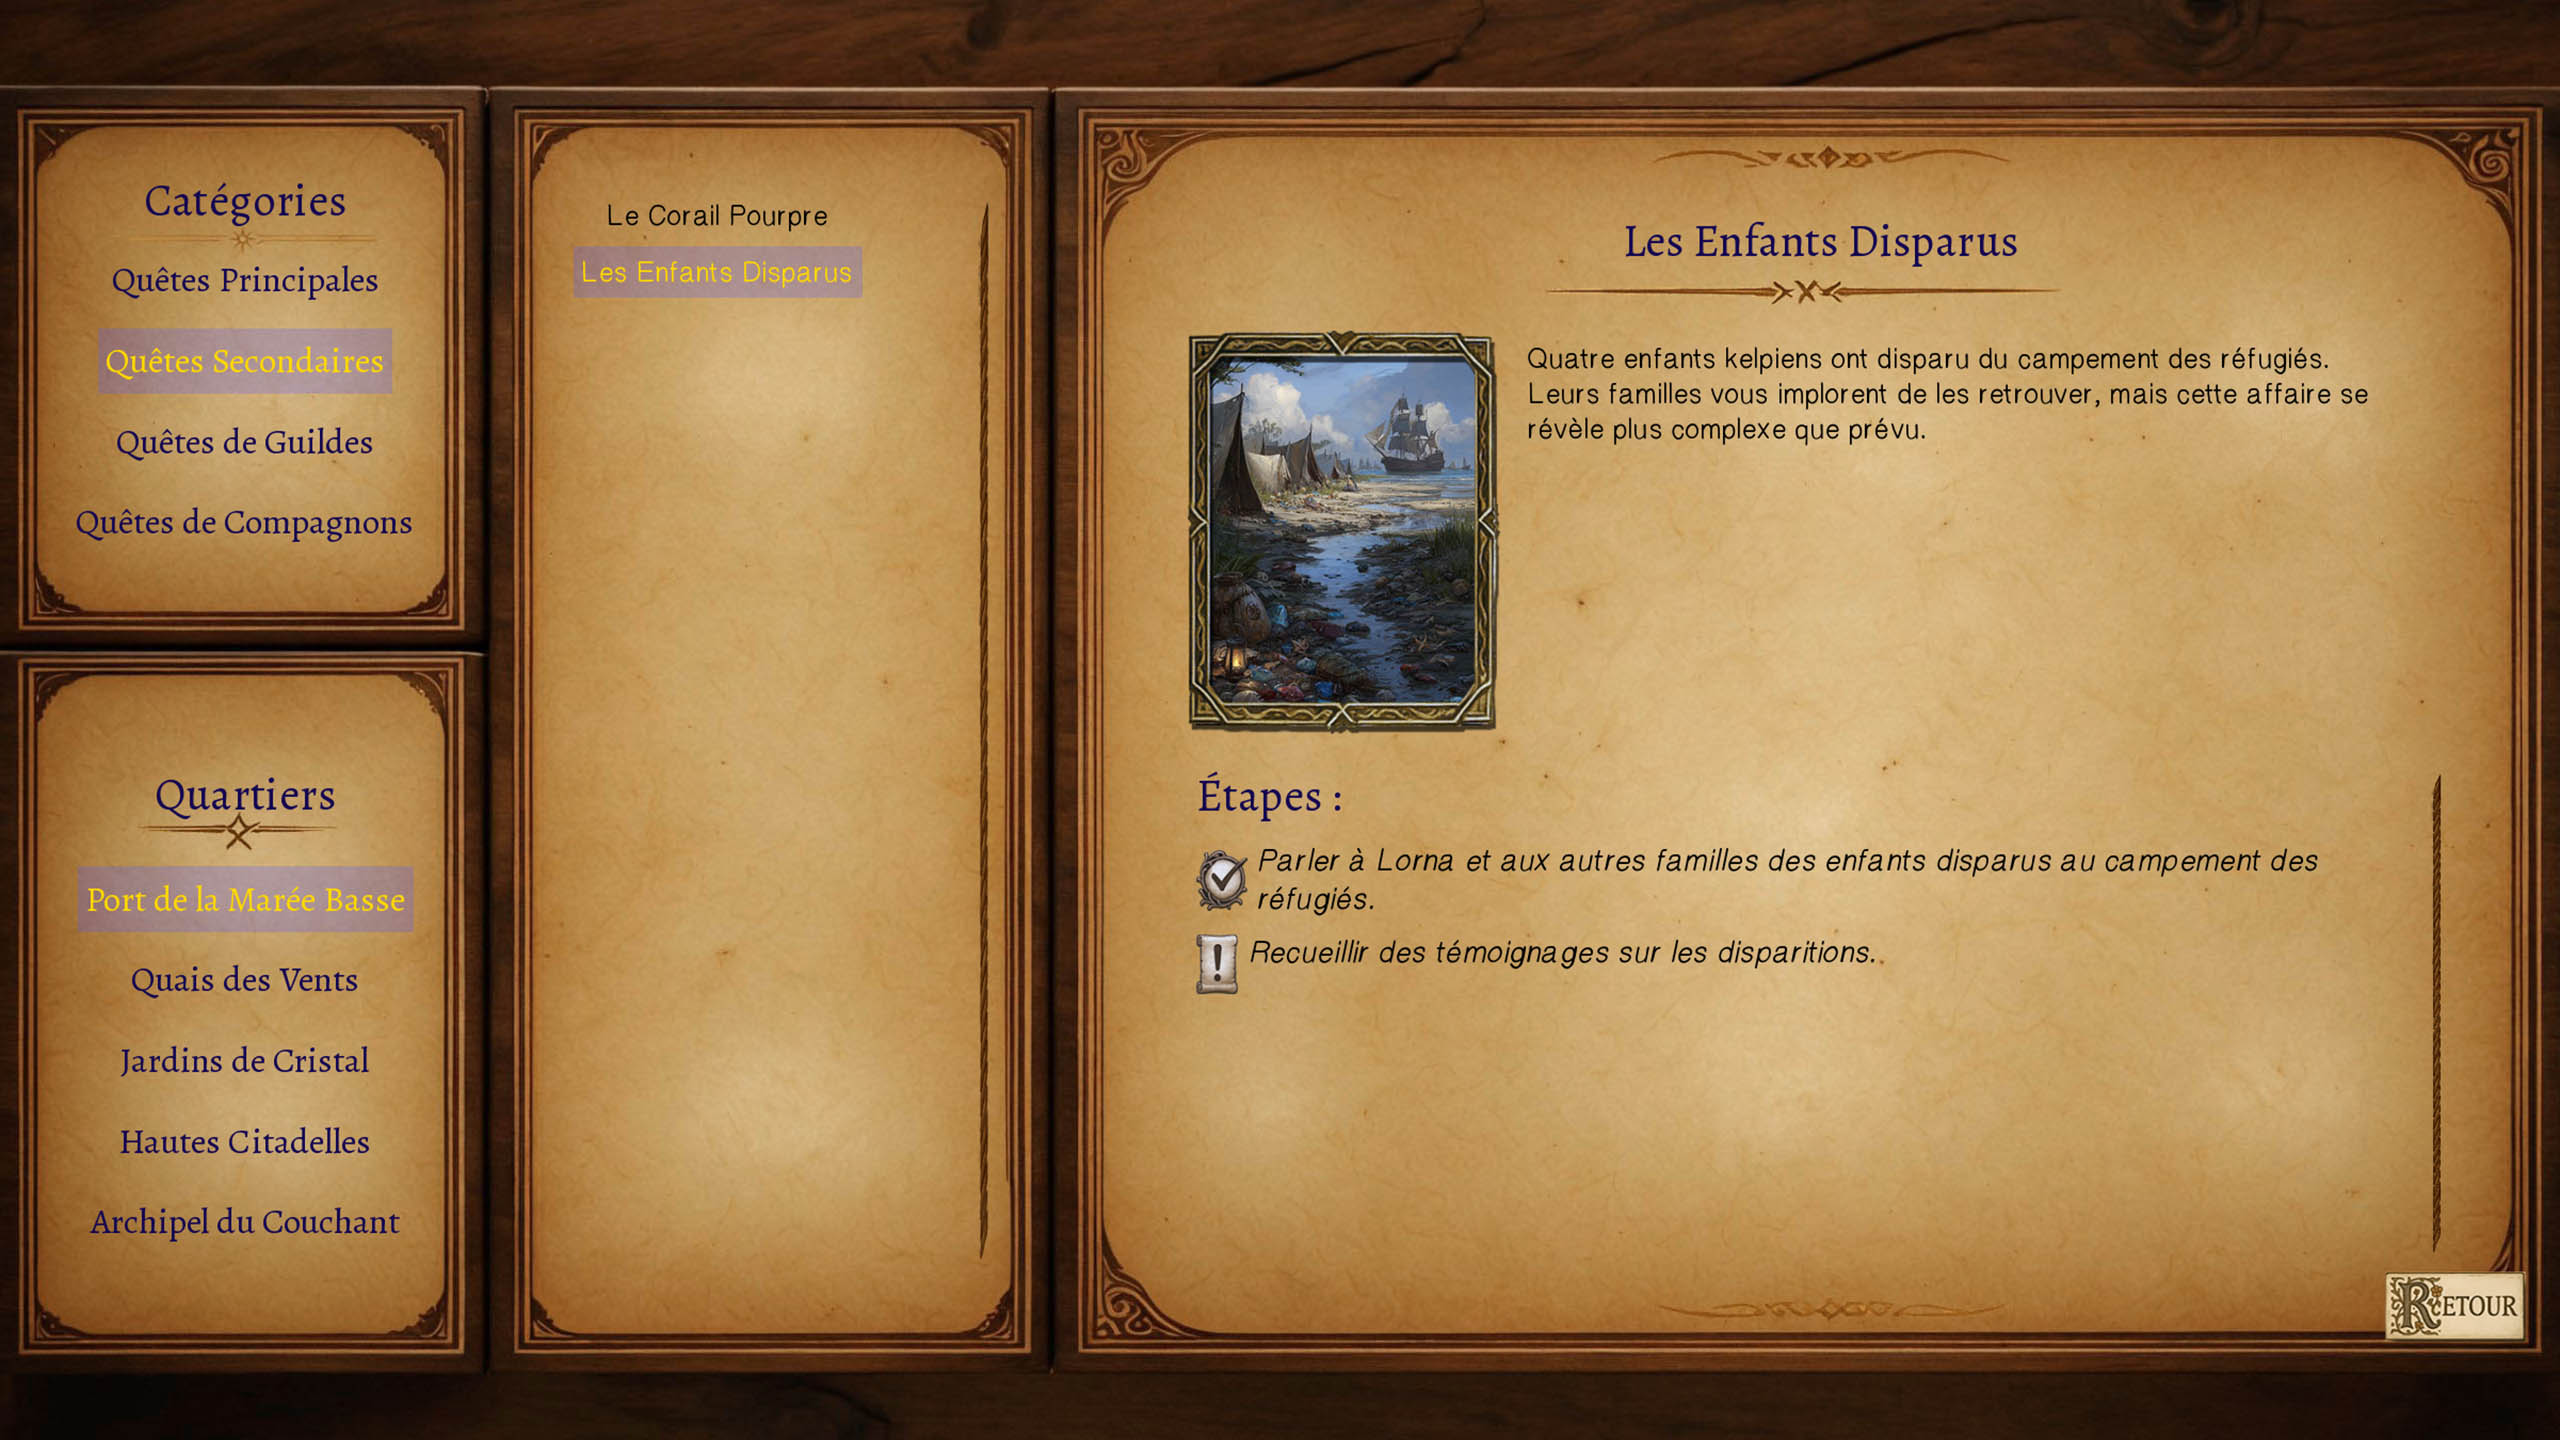 Catégories
Quêtes Principales
Quêtes Secondaires
Quêtes de Guildes
Quêtes de Compagnons
Quartiers
Port de la Marée Basse
Quais des Vents
Jardins de Cristal
Hautes Citadelles
Archipel du Couchant
Le Corail Pourpre
Les Enfants Disparus
Les Enfants Disparus
Quatre enfants kelpiens ont disparu du campement des réfugiés.
Leurs familles vous implorent de les retrouver, mais cette affaire se
révèle plus complexe que prévu.
Étapes :
Parler à Lorna et aux autres familles des enfants disparus au campement des
réfugiés.
Recueillir des témoignages sur les disparitions.
RETOUR